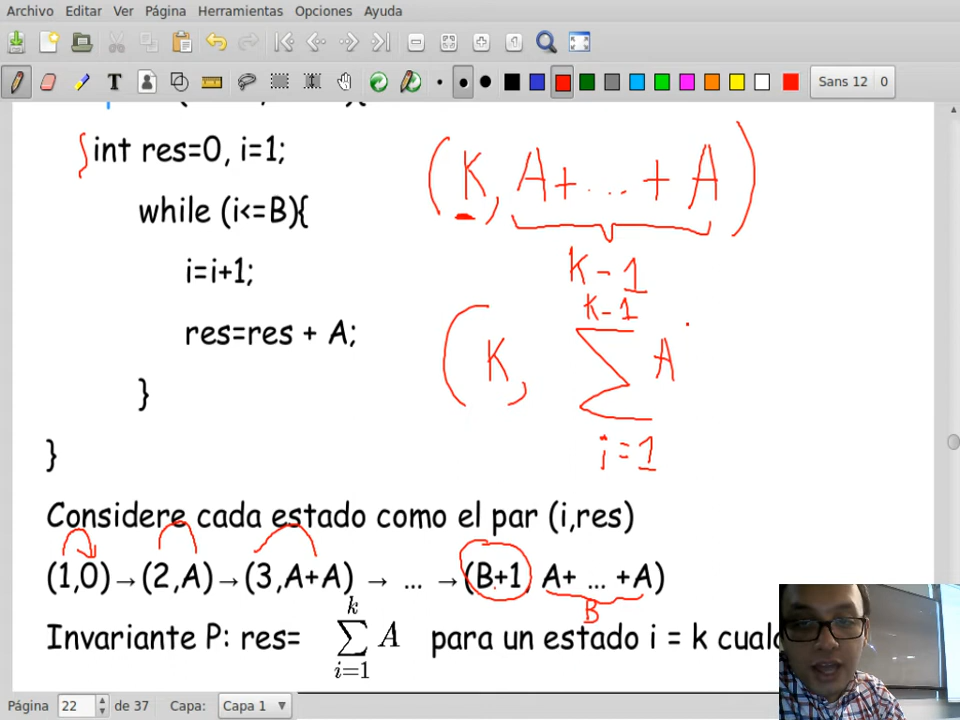 Archivo Editar Ver Página Herramientas Opciones Ayuda
T Sans 12 0
int res=0, i=1;
(K, A+ ... + A)
while (i<=B){
k-1
i=i+1;
k-1
res=res + A;
(K, ∑ A
}
i=1
}
Considere cada estado como el par (i,res)
(1,0)→(2,A)→(3,A+A) → ... →(B+1, A+ ... +A)
B
k
Invariante P: res= ∑ A para un estado i = k
i=1
Página 22 de 37 Capa: Capa 1